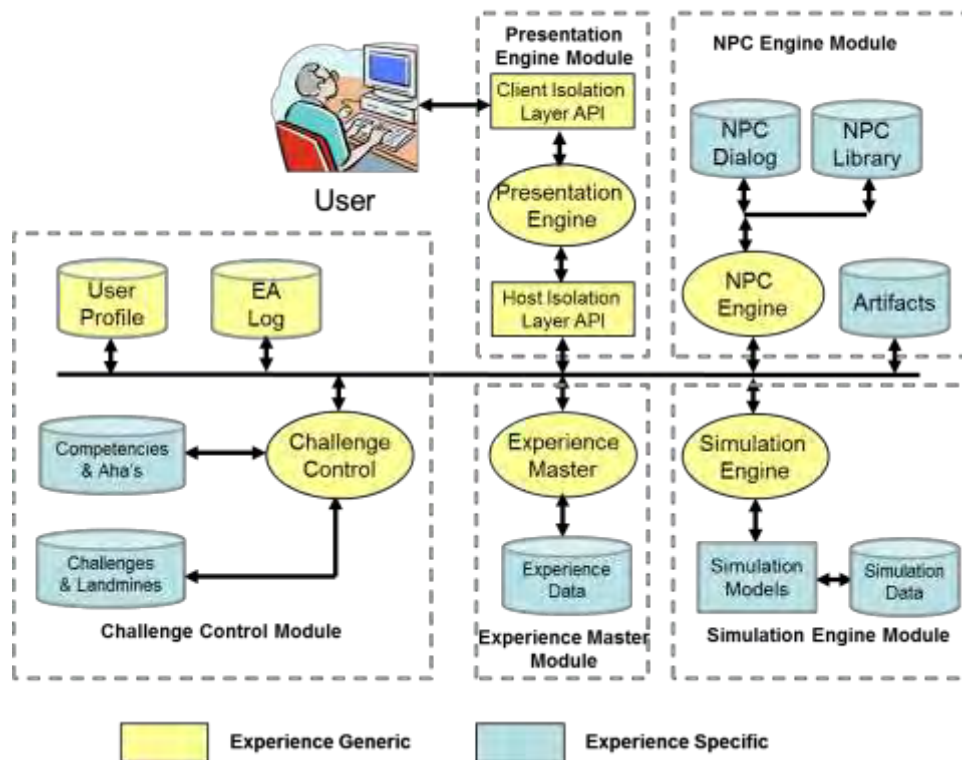 Presentation
Engine Module
NPC Engine Module
Client Isolation
Layer API
NPC
Dialog
NPC
Library
User
Presentation
Engine
User
Profile
EA
Log
Host Isolation
Layer API
NPC
Engine
Artifacts
Competencies
& Aha's
Challenge
Control
Experience
Master
Simulation
Engine
Challenges
& Landmines
Experience
Data
Simulation
Models
Simulation
Data
Challenge Control Module
Experience Master
Module
Simulation Engine Module
Experience Generic
Experience Specific